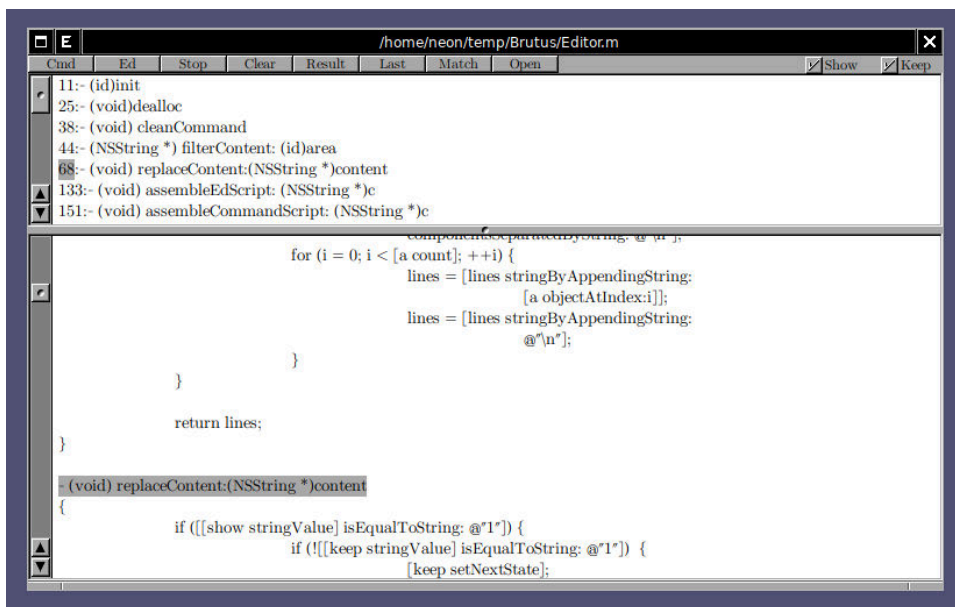 E /home/neon/temp/Brutus/Editor.m
Cmd Ed Stop Clear Result Last Match Open Show Keep
11:- (id)init
25:- (void)dealloc
38:- (void) cleanCommand
44:- (NSString *) filterContent: (id)area
68:- (void) replaceContent:(NSString *)content
133:- (void) assembleEdScript: (NSString *)c
151:- (void) assembleCommandScript: (NSString *)c
componentsSeparatedByString: @"\n"];
for (i = 0; i < [a count]; ++i) {
lines = [lines stringByAppendingString:
[a objectAtIndex:i]];
lines = [lines stringByAppendingString:
@"\n"];
}
}
return lines;
}
- (void) replaceContent:(NSString *)content
{
if ([[show stringValue] isEqualToString: @"1"]) {
if (![[keep stringValue] isEqualToString: @"1"]) {
[keep setNextState];